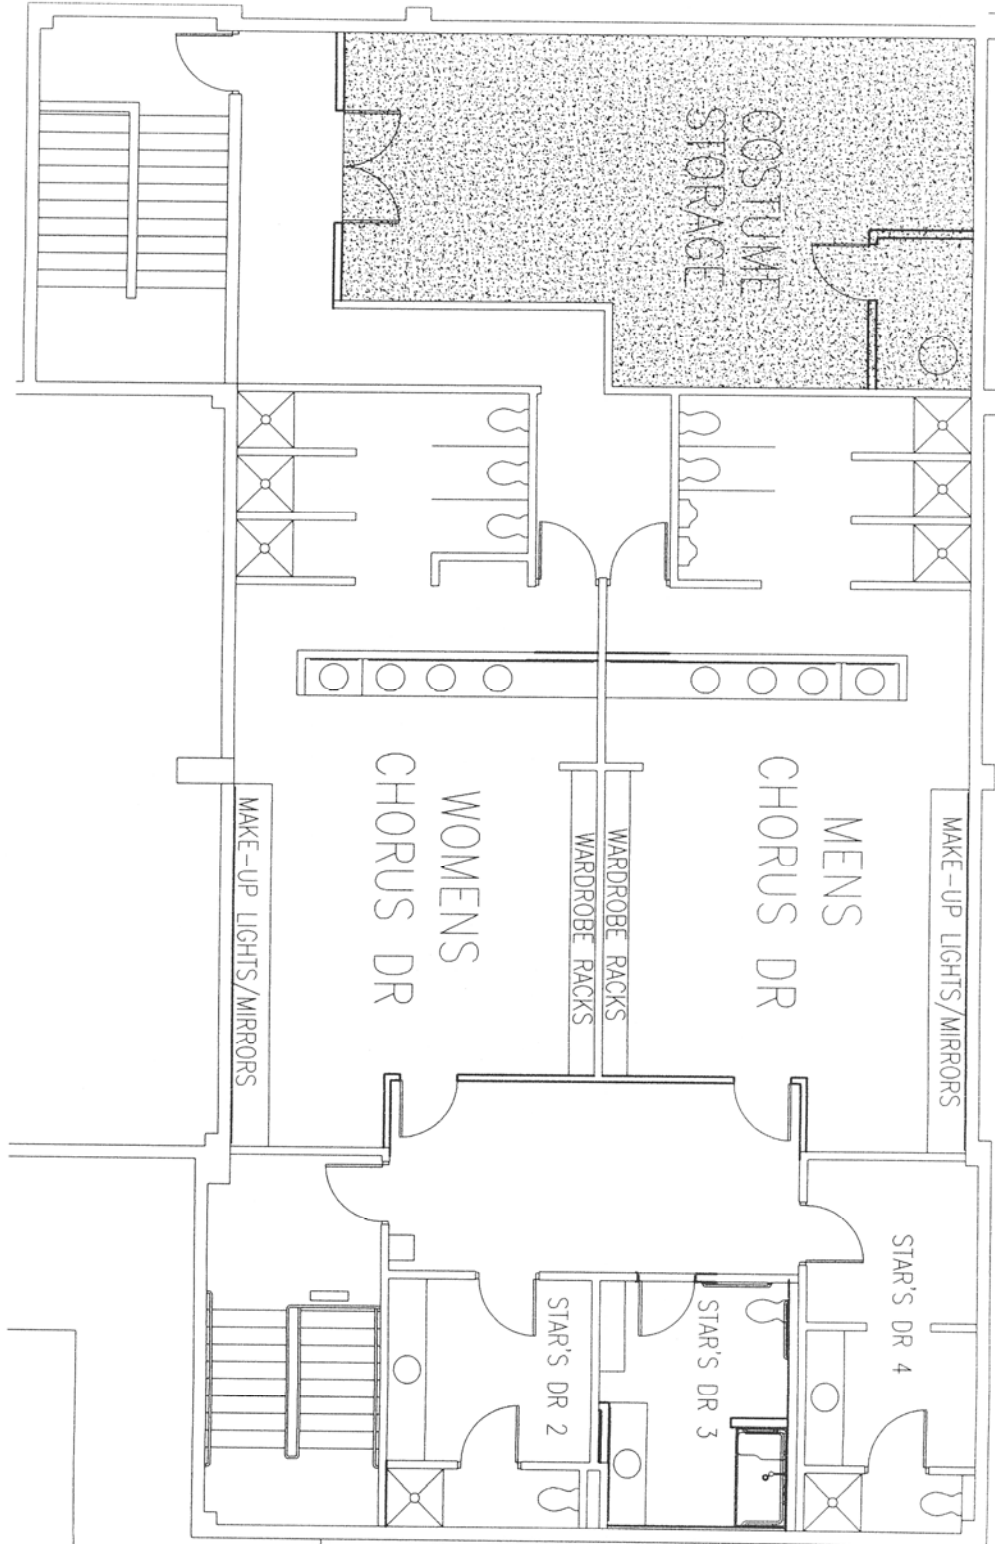 COSTUME
STORAGE
MENS
CHORUS DR
MAKE-UP LIGHTS/MIRRORS
WARDROBE RACKS
WARDROBE RACKS
WOMENS
CHORUS DR
MAKE-UP LIGHTS/MIRRORS
STAR'S DR 4
STAR'S DR 3
STAR'S DR 2